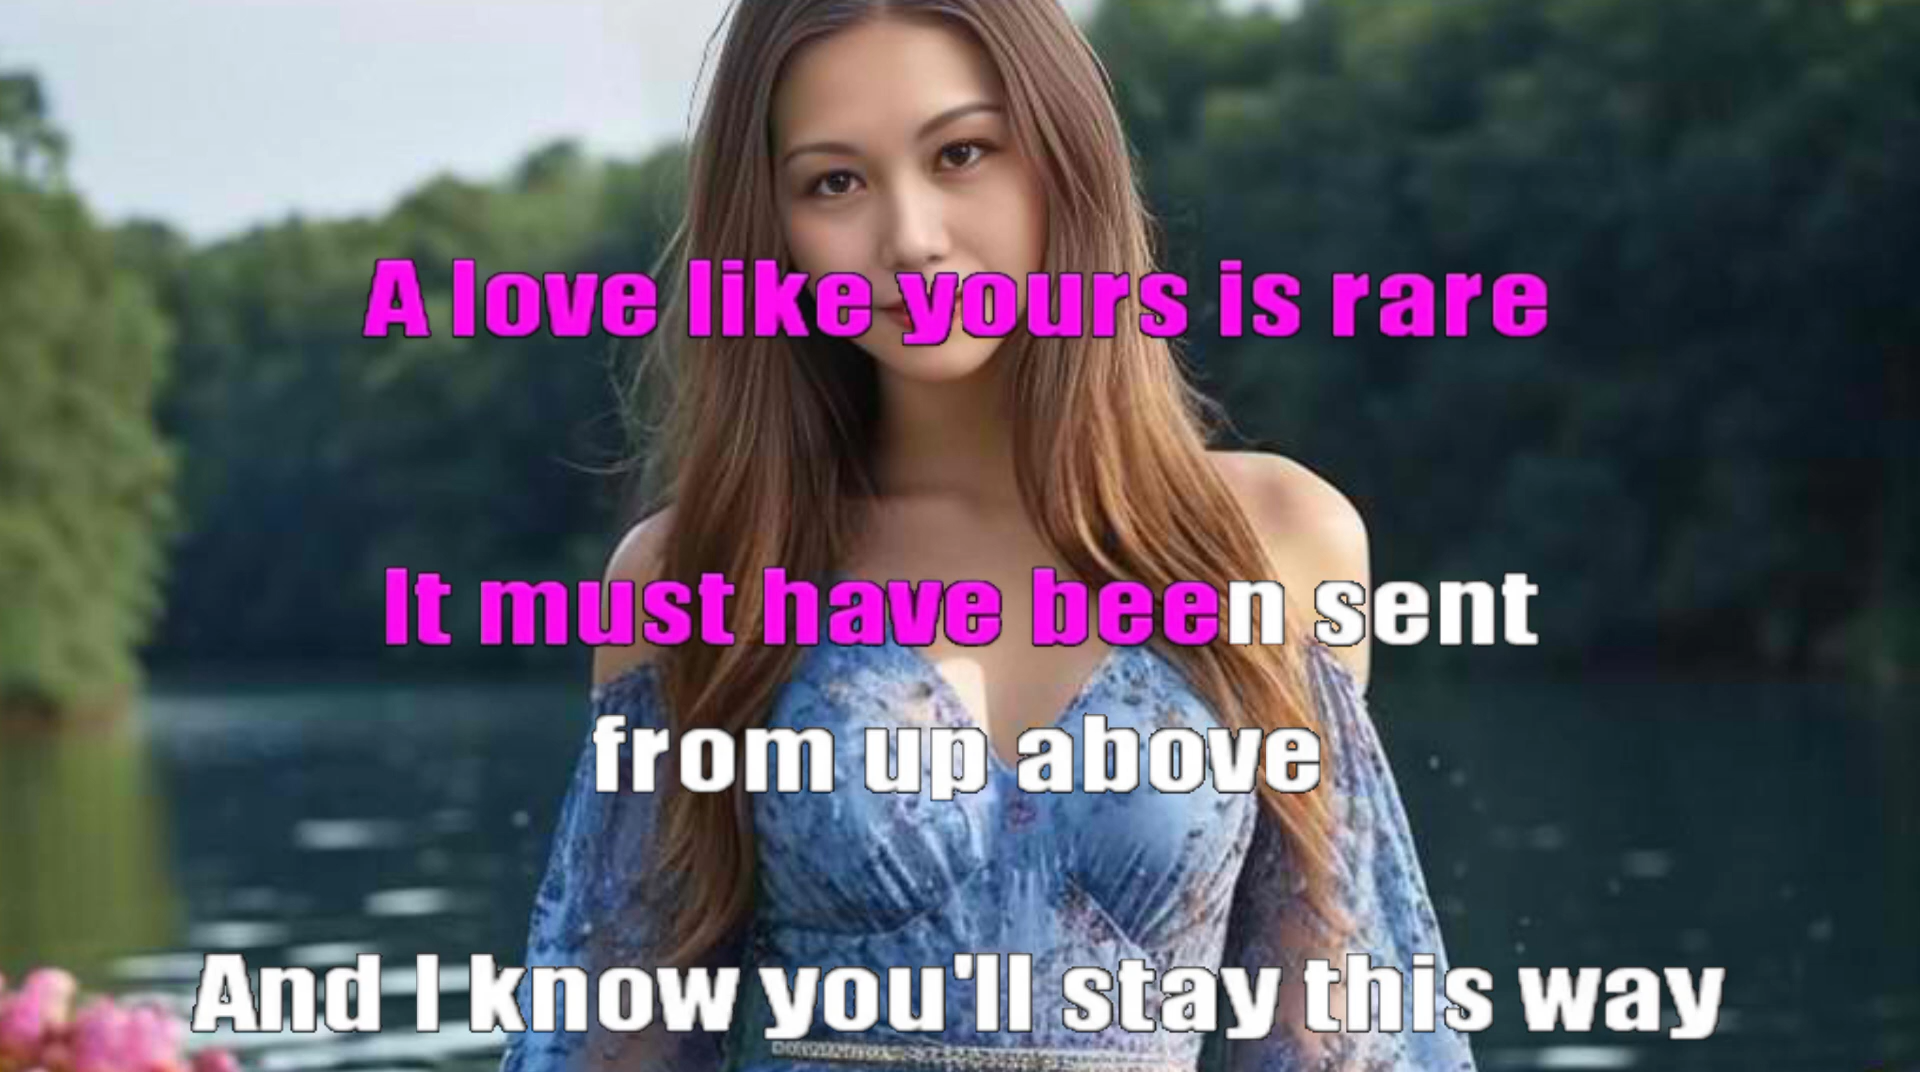 A love like yours is rare
It must have been sent
from up above
And I know you'll stay this way